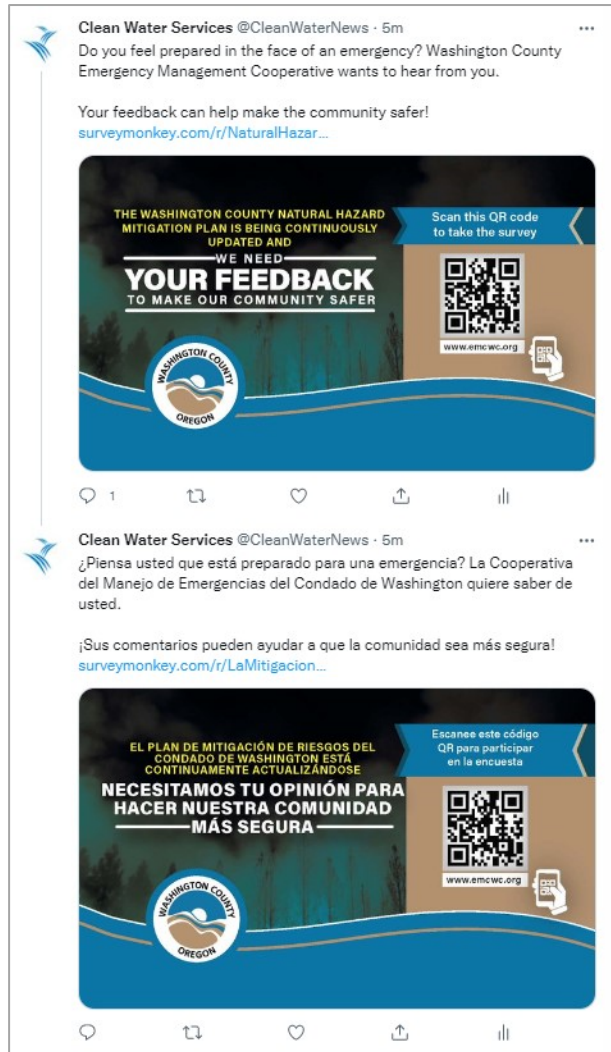 Clean Water Services @CleanWaterNews · 5m
Do you feel prepared in the face of an emergency? Washington County
Emergency Management Cooperative wants to hear from you.
Your feedback can help make the community safer!
surveymonkey.com/r/NaturalHazar...
THE WASHINGTON COUNTY NATURAL HAZARD
MITIGATION PLAN IS BEING CONTINUOUSLY
UPDATED AND
WE NEED
YOUR FEEDBACK
TO MAKE OUR COMMUNITY SAFER
Scan this QR code
to take the survey
www.emcwc.org
WASHINGTON COUNTY
OREGON
1
Clean Water Services @CleanWaterNews · 5m
¿Piensa usted que está preparado para una emergencia? La Cooperativa
del Manejo de Emergencias del Condado de Washington quiere saber de
usted.
¡Sus comentarios pueden ayudar a que la comunidad sea más segura!
surveymonkey.com/r/LaMitigacion...
EL PLAN DE MITIGACIÓN DE RIESGOS DEL
CONDADO DE WASHINGTON ESTÁ
CONTINUAMENTE ACTUALIZÁNDOSE
NECESITAMOS TU OPINIÓN PARA
HACER NUESTRA COMUNIDAD
MÁS SEGURA
Escanee este código
QR para participar
en la encuesta
www.emcwc.org
WASHINGTON COUNTY
OREGON